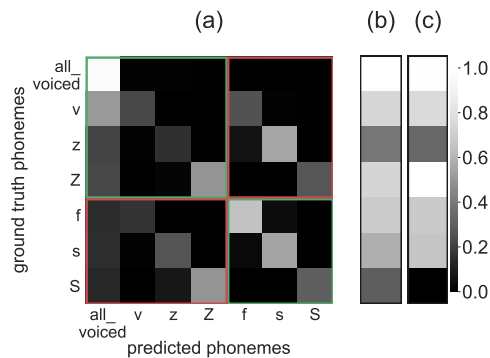 (a)
(b) (c)
all_
voiced
v
z
Z
f
s
S
ground truth phonemes
all_ v z Z f s S
voiced
predicted phonemes
1.0
0.8
0.6
0.4
0.2
0.0